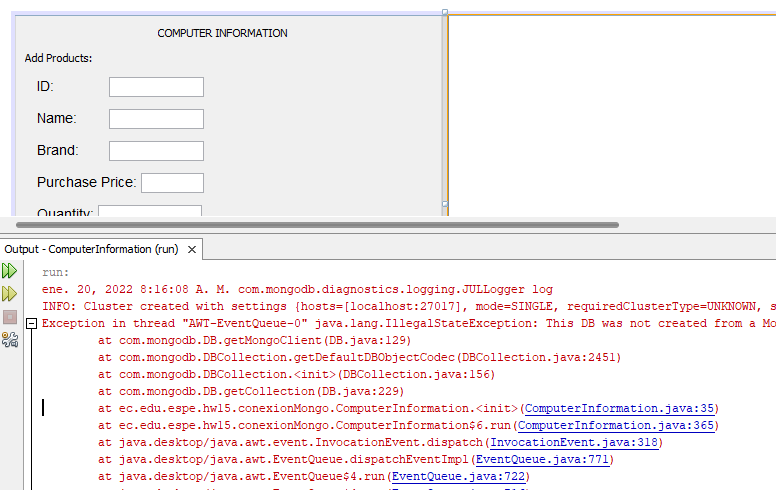 COMPUTER INFORMATION
Add Products:
ID:
Name:
Brand:
Purchase Price:
Quantity:
Output - ComputerInformation (run) ×
run:
ene. 20, 2022 8:16:08 A. M. com.mongodb.diagnostics.logging.JULLogger log
INFO: Cluster created with settings {hosts=[localhost:27017], mode=SINGLE, requiredClusterType=UNKNOWN, s
Exception in thread "AWT-EventQueue-0" java.lang.IllegalStateException: This DB was not created from a Mo
at com.mongodb.DB.getMongoClient(DB.java:129)
at com.mongodb.DBCollection.getDefaultDBObjectCodec(DBCollection.java:2451)
at com.mongodb.DBCollection.<init>(DBCollection.java:156)
at com.mongodb.DB.getCollection(DB.java:229)
at ec.edu.espe.hw15.conexionMongo.ComputerInformation.<init>(ComputerInformation.java:35)
at ec.edu.espe.hw15.conexionMongo.ComputerInformation$6.run(ComputerInformation.java:365)
at java.desktop/java.awt.event.InvocationEvent.dispatch(InvocationEvent.java:318)
at java.desktop/java.awt.EventQueue.dispatchEventImpl(EventQueue.java:771)
at java.desktop/java.awt.EventQueue$4.run(EventQueue.java:722)